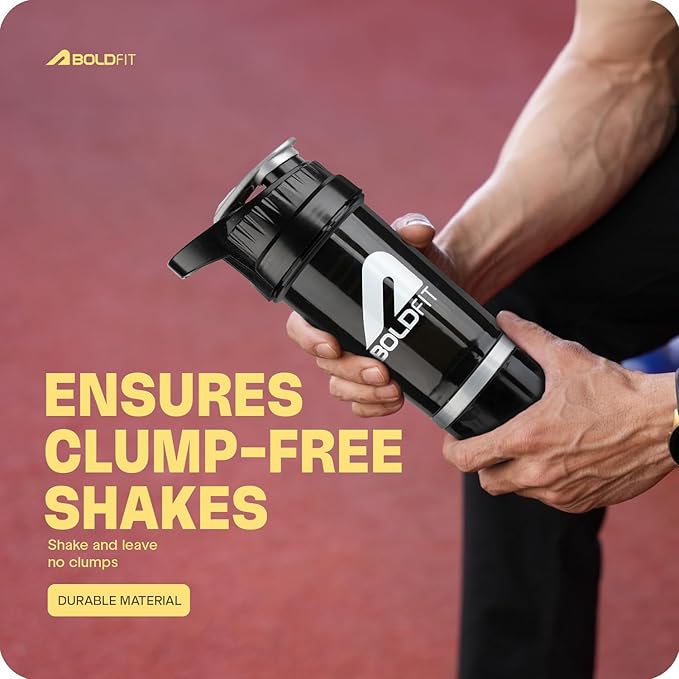 BOLDFIT
BOLDFIT
ENSURES
CLUMP-FREE
SHAKES
Shake and leave
no clumps
DURABLE MATERIAL